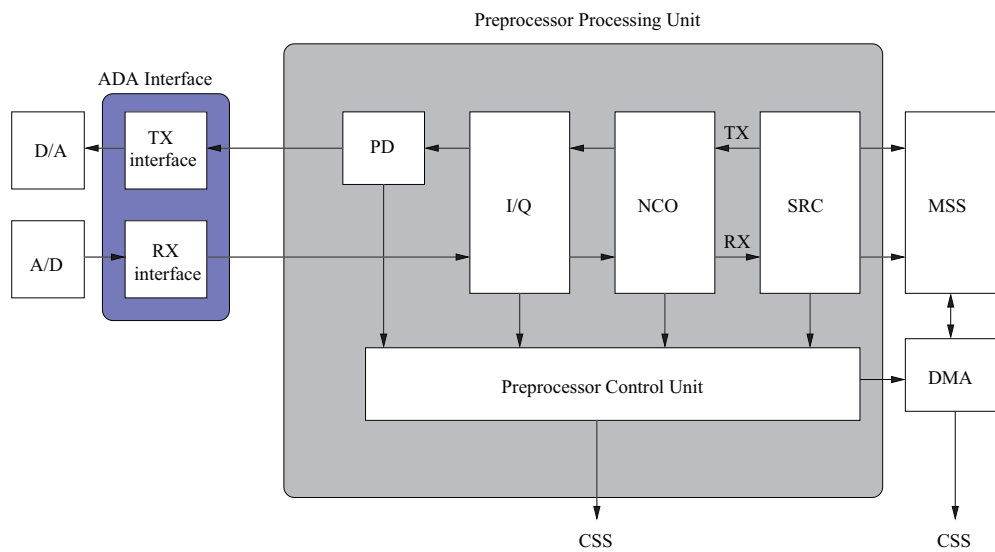 Preprocessor Processing Unit
ADA Interface
D/A
TX
interface
PD
I/Q
NCO
TX
SRC
MSS
A/D
RX
interface
RX
Preprocessor Control Unit
DMA
CSS
CSS